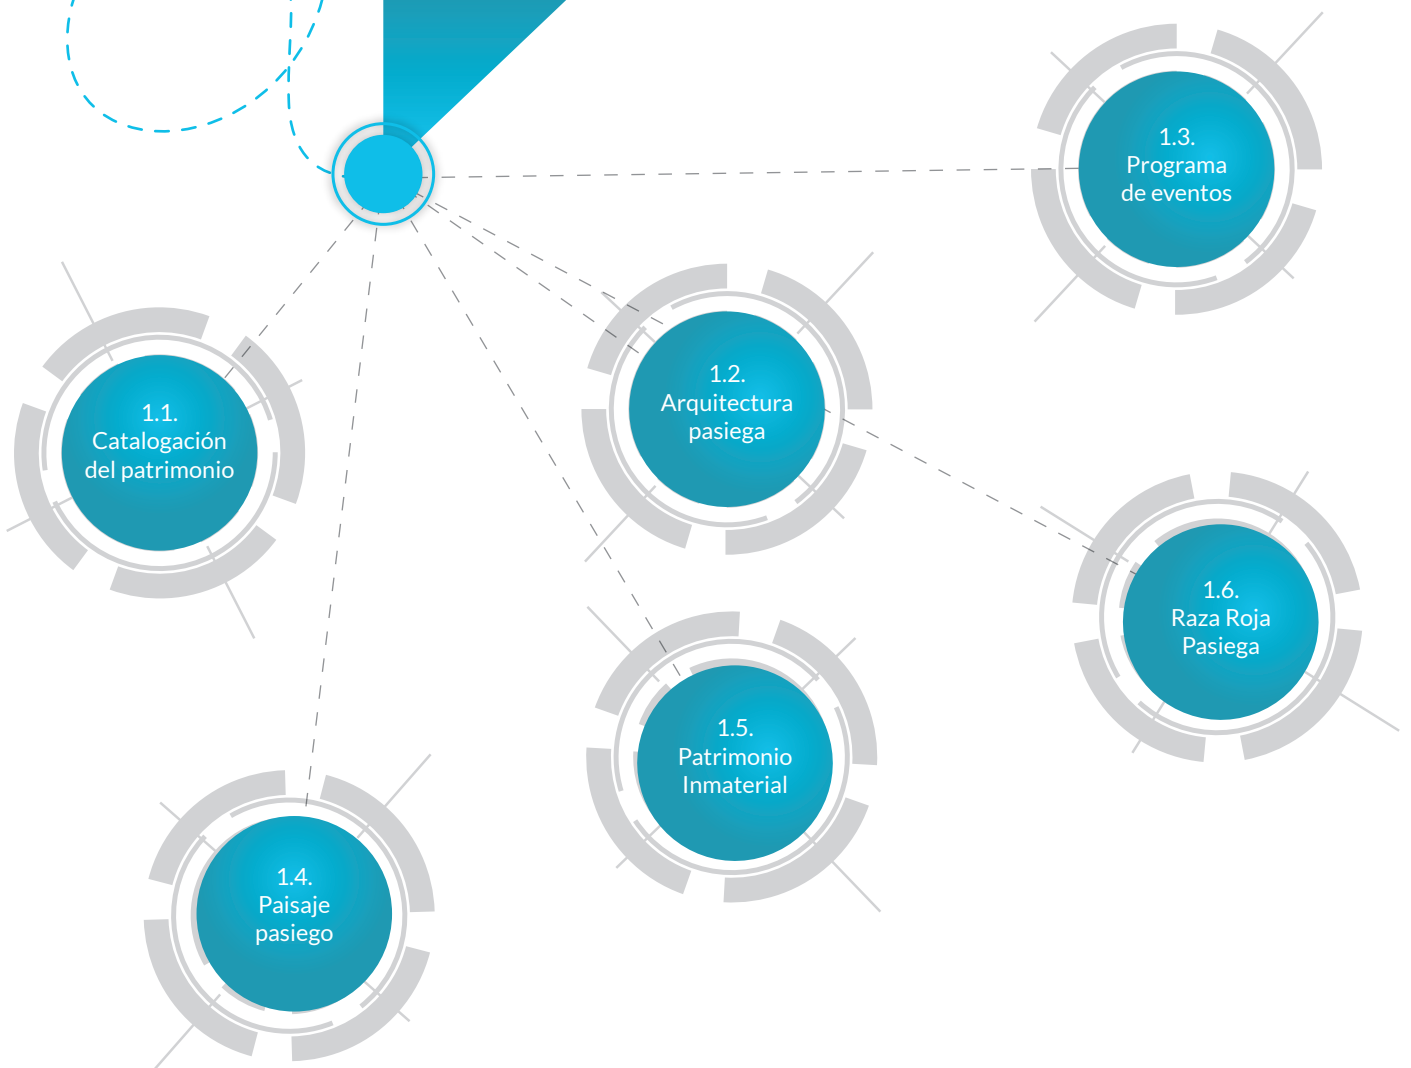 1.1.
Catalogación
del patrimonio
1.2.
Arquitectura
pasiega
1.3.
Programa
de eventos
1.4.
Paisaje
pasiego
1.5.
Patrimonio
Inmaterial
1.6.
Raza Roja
Pasiega